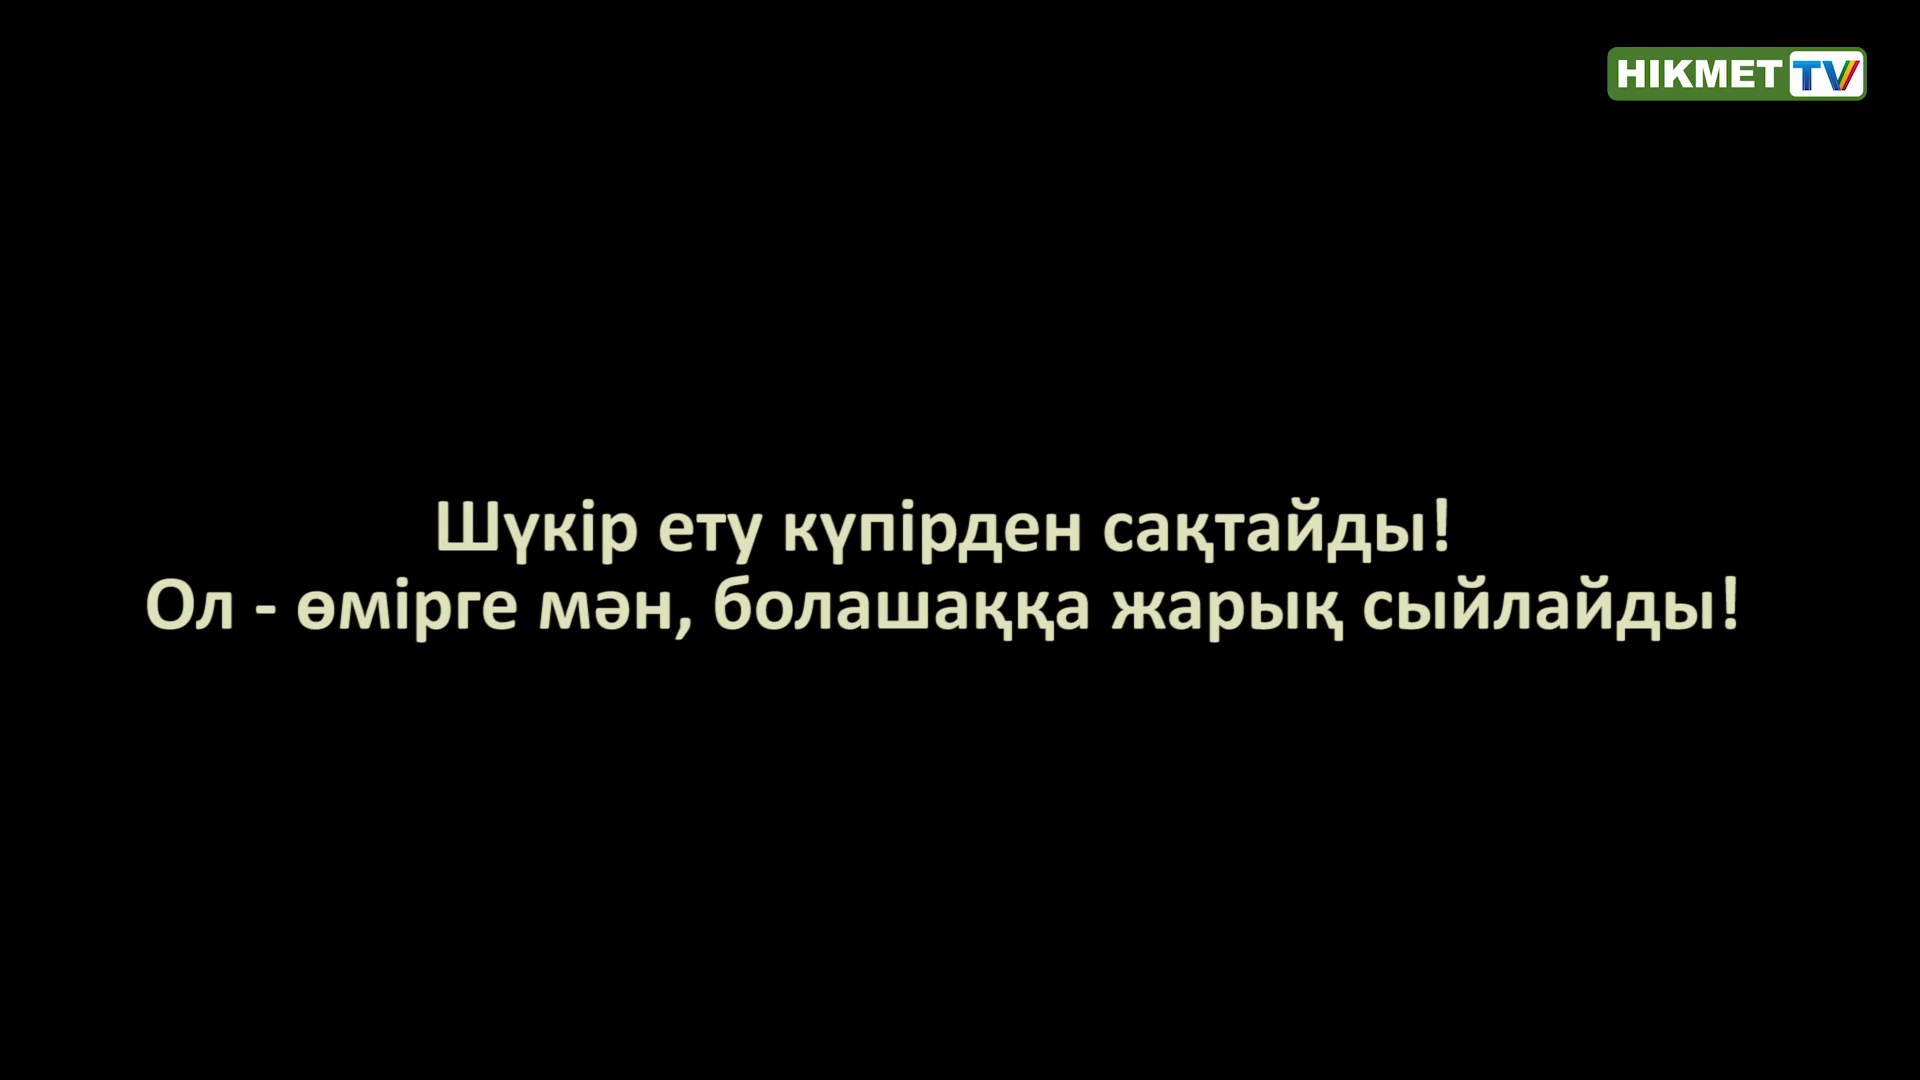 HIKMET TV
Шүкір ету күпірден сақтайды!
Ол - өмірге мән, болашаққа жарық сыйлайды!